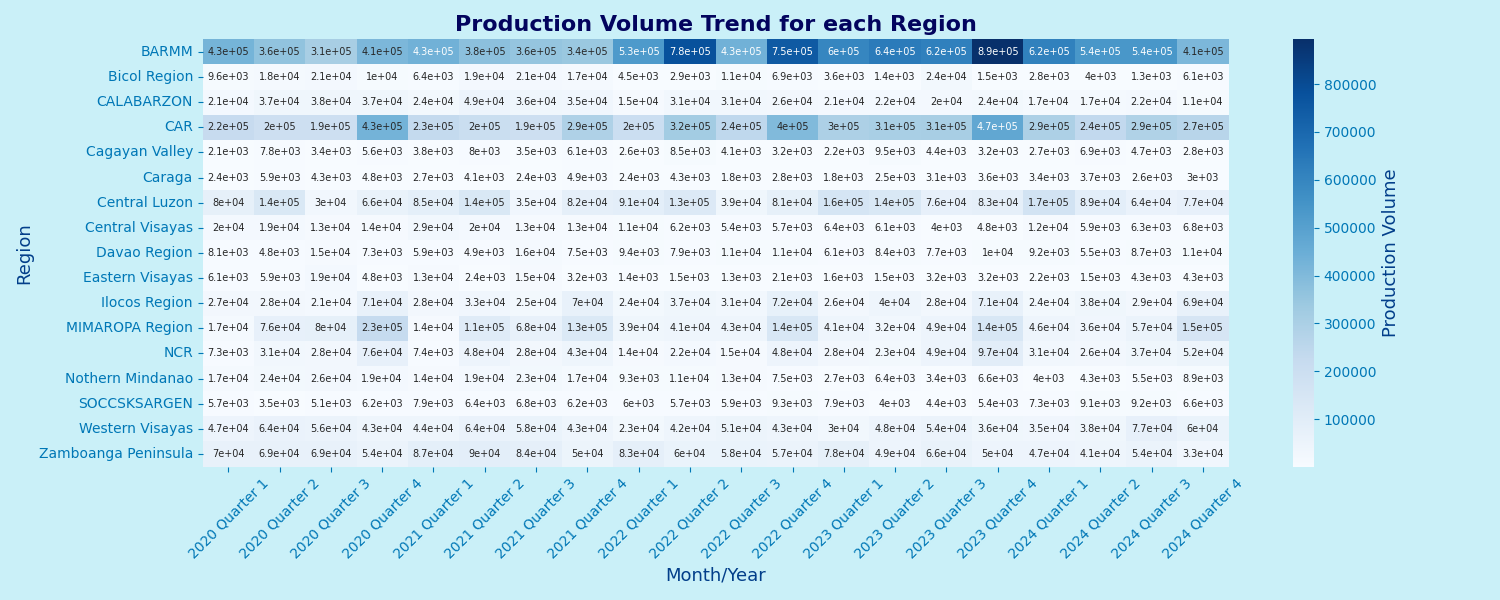 Production Volume Trend for each Region
BARMM 4.3e+05 3.6e+05 3.1e+05 4.1e+05 4.3e+05 3.8e+05 3.6e+05 3.4e+05 5.3e+05 7.8e+05 4.3e+05 7.5e+05 6e+05 6.4e+05 6.2e+05 8.9e+05 6.2e+05 5.4e+05 5.4e+05 4.1e+05
Bicol Region 9.6e+03 1.8e+04 2.1e+04 1e+04 6.4e+03 1.9e+04 2.1e+04 1.7e+04 4.5e+03 2.9e+03 1.1e+04 6.9e+03 3.6e+03 1.4e+03 2.4e+03 1.5e+03 2.8e+03 4e+03 1.3e+03 6.1e+03
CALABARZON 2.1e+04 3.7e+04 3.8e+04 3.7e+04 2.4e+04 4.9e+04 3.6e+04 3.5e+04 1.5e+04 3.1e+04 3.1e+04 2.6e+04 2.1e+04 2.2e+04 2e+04 2.4e+04 1.7e+04 1.7e+04 2.2e+04 1.1e+04
CAR 2.2e+05 2e+05 1.9e+05 4.3e+05 2.3e+05 2e+05 1.9e+05 2.9e+05 2e+05 3.2e+05 2.4e+05 4e+05 3e+05 3.1e+05 3.1e+05 4.7e+05 2.9e+05 2.4e+05 2.9e+05 2.7e+05
Cagayan Valley 2.1e+03 7.8e+03 3.4e+03 5.6e+03 3.8e+03 8e+03 3.5e+03 6.1e+03 2.6e+03 8.5e+03 4.1e+03 3.2e+03 2.2e+03 9.5e+03 4.4e+03 3.2e+03 2.7e+03 6.9e+03 4.7e+03 2.8e+03
Caraga 2.4e+03 5.9e+03 4.3e+03 4.8e+03 2.7e+03 4.1e+03 2.4e+03 4.9e+03 2.4e+03 4.3e+03 1.8e+03 2.8e+03 1.8e+03 2.5e+03 3.1e+03 3.6e+03 3.4e+03 3.7e+03 2.6e+03 3e+03
Central Luzon 8e+04 1.4e+05 3e+04 6.6e+04 8.5e+04 1.4e+05 3.5e+04 8.2e+04 9.1e+04 1.3e+05 3.9e+04 8.1e+04 1.6e+05 1.4e+05 7.6e+04 8.3e+04 1.7e+05 8.9e+04 6.4e+04 7.7e+04
Central Visayas 2e+04 1.9e+04 1.3e+04 1.4e+04 2.9e+04 2e+04 1.3e+04 1.3e+04 1.1e+04 6.2e+03 5.4e+03 5.7e+03 6.4e+03 6.1e+03 4e+03 4.8e+03 1.2e+04 5.9e+03 6.3e+03 6.8e+03
Davao Region 8.1e+03 4.8e+03 1.5e+04 7.3e+03 5.9e+03 4.9e+03 1.6e+04 7.5e+03 9.4e+03 7.9e+03 1.1e+04 1.1e+04 6.1e+03 8.4e+03 7.7e+03 1e+04 9.2e+03 5.5e+03 8.7e+03 1.1e+04
Eastern Visayas 6.1e+03 5.9e+03 1.9e+04 4.8e+03 1.3e+04 2.4e+03 1.5e+04 3.2e+03 1.4e+03 1.5e+03 1.3e+03 2.1e+03 1.6e+03 1.5e+03 3.2e+03 3.2e+03 2.2e+03 1.5e+03 4.3e+03 4.3e+03
Ilocos Region 2.7e+04 2.8e+04 2.1e+04 7.1e+04 2.8e+04 3.3e+04 2.5e+04 7e+04 2.4e+04 3.7e+04 3.1e+04 7.2e+04 2.6e+04 4e+04 2.8e+04 7.1e+04 2.4e+04 3.8e+04 2.9e+04 6.9e+04
MIMAROPA Region 1.7e+04 7.6e+04 8e+04 2.3e+05 1.4e+04 1.1e+05 6.8e+04 1.3e+05 3.9e+04 4.1e+04 4.3e+04 1.4e+05 4.1e+04 3.2e+04 4.9e+04 1.4e+05 4.6e+04 3.6e+04 5.7e+04 1.5e+05
NCR 7.3e+03 3.1e+04 2.8e+04 7.6e+04 7.4e+03 4.8e+04 2.8e+04 4.3e+04 1.4e+04 2.2e+04 1.5e+04 4.8e+04 2.8e+04 2.3e+04 4.9e+04 9.7e+04 3.1e+04 2.6e+04 3.7e+04 5.2e+04
Nothern Mindanao 1.7e+04 2.4e+04 2.6e+04 1.9e+04 1.4e+04 1.9e+04 2.3e+04 1.7e+04 9.3e+03 1.1e+04 1.3e+04 7.5e+03 2.7e+03 6.4e+03 3.4e+03 6.6e+03 4e+03 4.3e+03 5.5e+03 8.9e+03
SOCCSKSARGEN 5.7e+03 3.5e+03 5.1e+03 6.2e+03 7.9e+03 6.4e+03 6.8e+03 6.2e+03 6e+03 5.7e+03 5.9e+03 9.3e+03 7.9e+03 4e+03 4.4e+03 5.4e+03 7.3e+03 9.1e+03 9.2e+03 6.6e+03
Western Visayas 4.7e+04 6.4e+04 5.6e+04 4.3e+04 4.4e+04 6.4e+04 5.8e+04 4.3e+04 2.3e+04 4.2e+04 5.1e+04 4.3e+04 3e+04 4.8e+04 5.4e+04 3.6e+04 3.5e+04 3.8e+04 7.7e+04 6e+04
Zamboanga Peninsula 7e+04 6.9e+04 6.9e+04 5.4e+04 8.7e+04 9e+04 8.4e+04 5e+04 8.3e+04 6e+04 5.8e+04 5.7e+04 7.8e+04 4.9e+04 6.6e+04 5e+04 4.7e+04 4.1e+04 5.4e+04 3.3e+04
2020 Quarter 1 2020 Quarter 2 2020 Quarter 3 2020 Quarter 4 2021 Quarter 1 2021 Quarter 2 2021 Quarter 3 2021 Quarter 4 2022 Quarter 1 2022 Quarter 2 2022 Quarter 3 2022 Quarter 4 2023 Quarter 1 2023 Quarter 2 2023 Quarter 3 2023 Quarter 4 2024 Quarter 1 2024 Quarter 2 2024 Quarter 3 2024 Quarter 4
Month/Year
Region
800000
700000
600000
500000
400000
300000
200000
100000
Production Volume